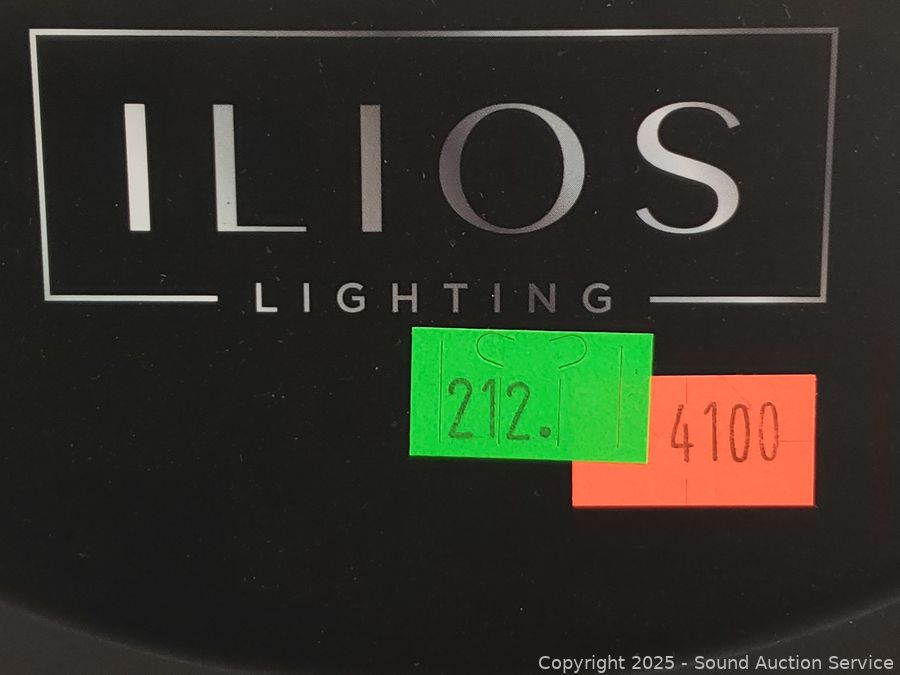 ILIOS
LIGHTING
212.
4100
Copyright 2025 - Sound Auction Service